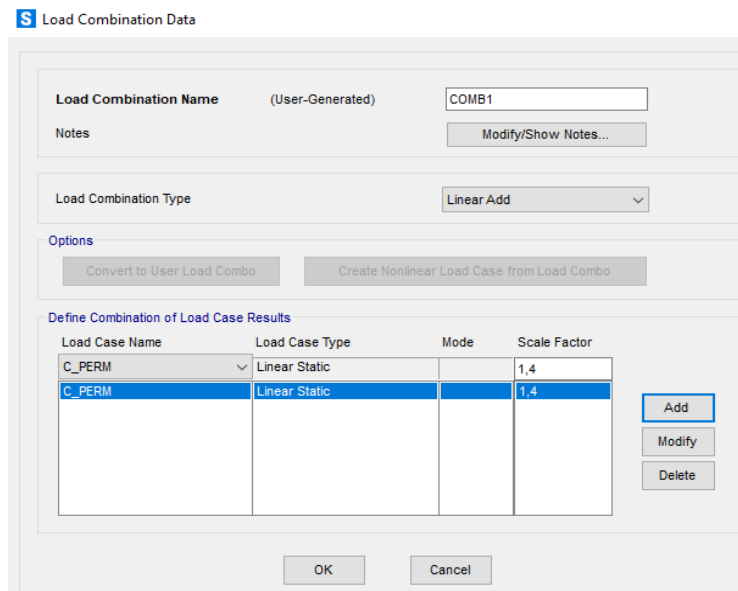 S Load Combination Data
Load Combination Name (User-Generated) COMB1
Notes Modify/Show Notes...
Load Combination Type Linear Add
Options
Convert to User Load Combo Create Nonlinear Load Case from Load Combo
Define Combination of Load Case Results
Load Case Name Load Case Type Mode Scale Factor
C_PERM Linear Static 1,4
C_PERM Linear Static 1,4
Add
Modify
Delete
OK Cancel